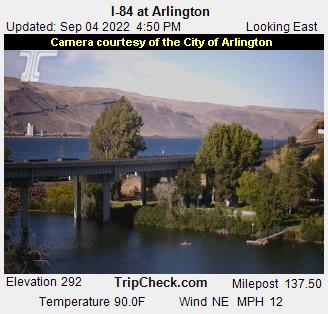 I-84 at Arlington
Updated: Sep 04 2022 4:50 PM Looking East
Camera courtesy of the City of Arlington
Elevation 292 TripCheck.com Milepost 137.50
Temperature 90.0F Wind NE MPH 12